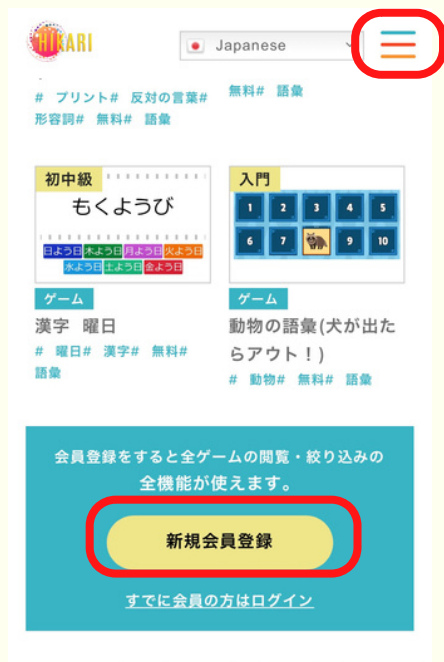 HIKARI
Japanese
# プリント# 反対の言葉#
形容詞# 無料# 語彙
無料# 語彙
初中級
もくようび
日よう日 木よう日 月よう日 火よう日
水よう日 土よう日 金よう日
ゲーム
漢字 曜日
# 曜日# 漢字# 無料#
語彙
入門
1 2 3 4 5
6 7 9 10
ゲーム
動物の語彙(犬が出た
らアウト！)
# 動物# 無料# 語彙
会員登録をすると全ゲームの閲覧・絞り込みの
全機能が使えます。
新規会員登録
すでに会員の方はログイン